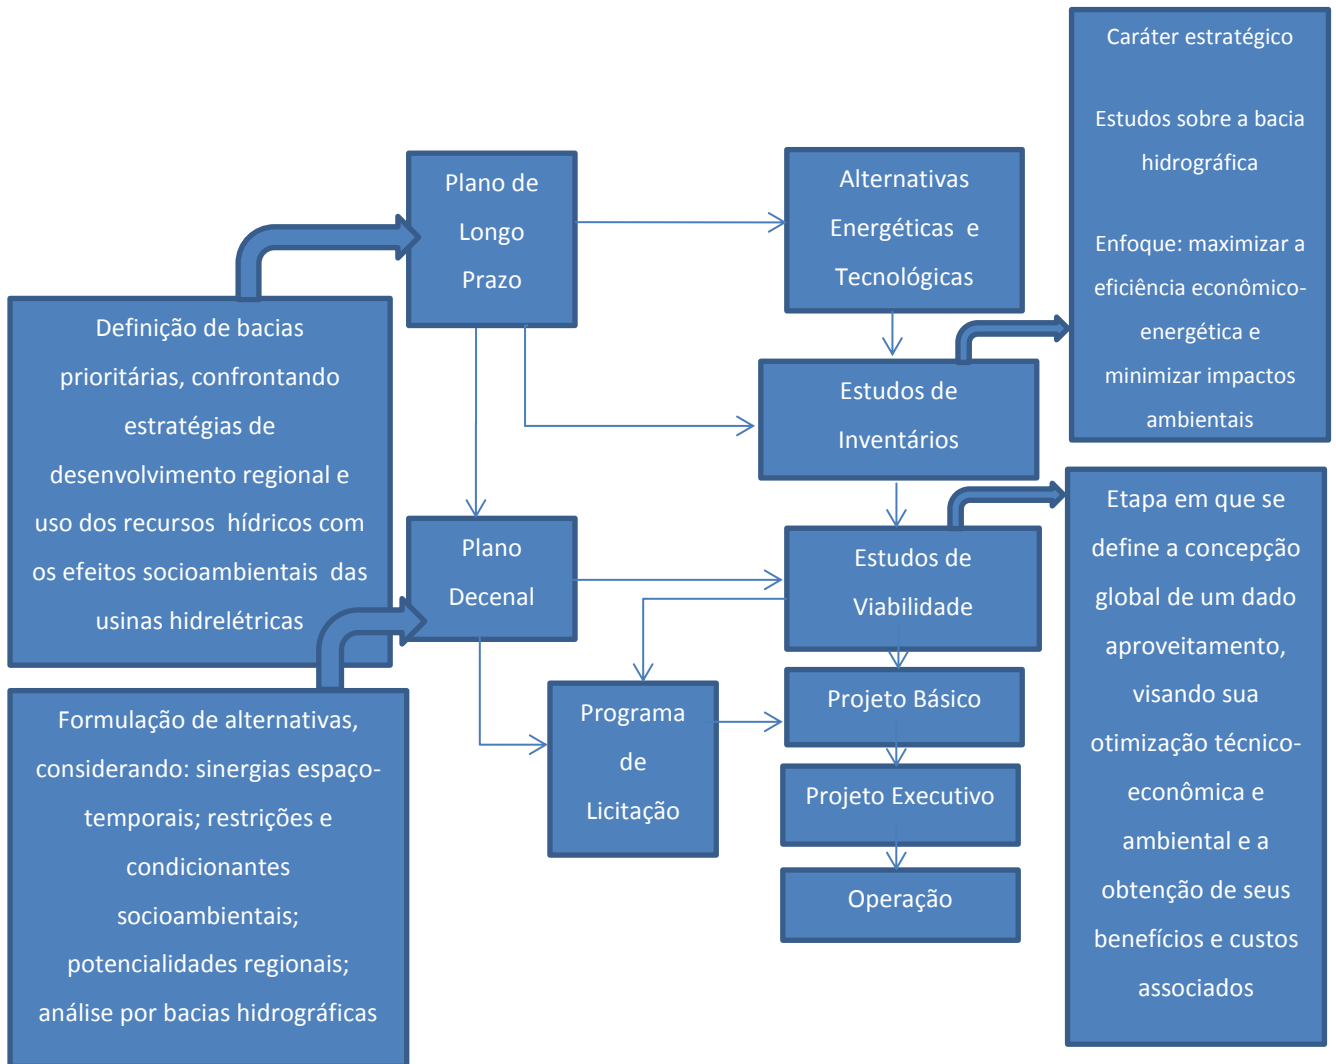 Caráter estratégico
Estudos sobre a bacia
hidrográfica
Enfoque: maximizar a
eficiência econômico-
energética e
minimizar impactos
ambientais
Plano de
Longo
Prazo
Alternativas
Energéticas e
Tecnológicas
Definição de bacias
prioritárias, confrontando
estratégias de
desenvolvimento regional e
uso dos recursos hídricos com
os efeitos socioambientais das
usinas hidrelétricas
Estudos de
Inventários
Plano
Decenal
Estudos de
Viabilidade
Etapa em que se
define a concepção
global de um dado
aproveitamento,
visando sua
otimização técnico-
econômica e
ambiental e a
obtenção de seus
benefícios e custos
associados
Formulação de alternativas,
considerando: sinergias espaço-
temporais; restrições e
condicionantes
socioambientais;
potencialidades regionais;
análise por bacias hidrográficas
Programa
de
Licitação
Projeto Básico
Projeto Executivo
Operação